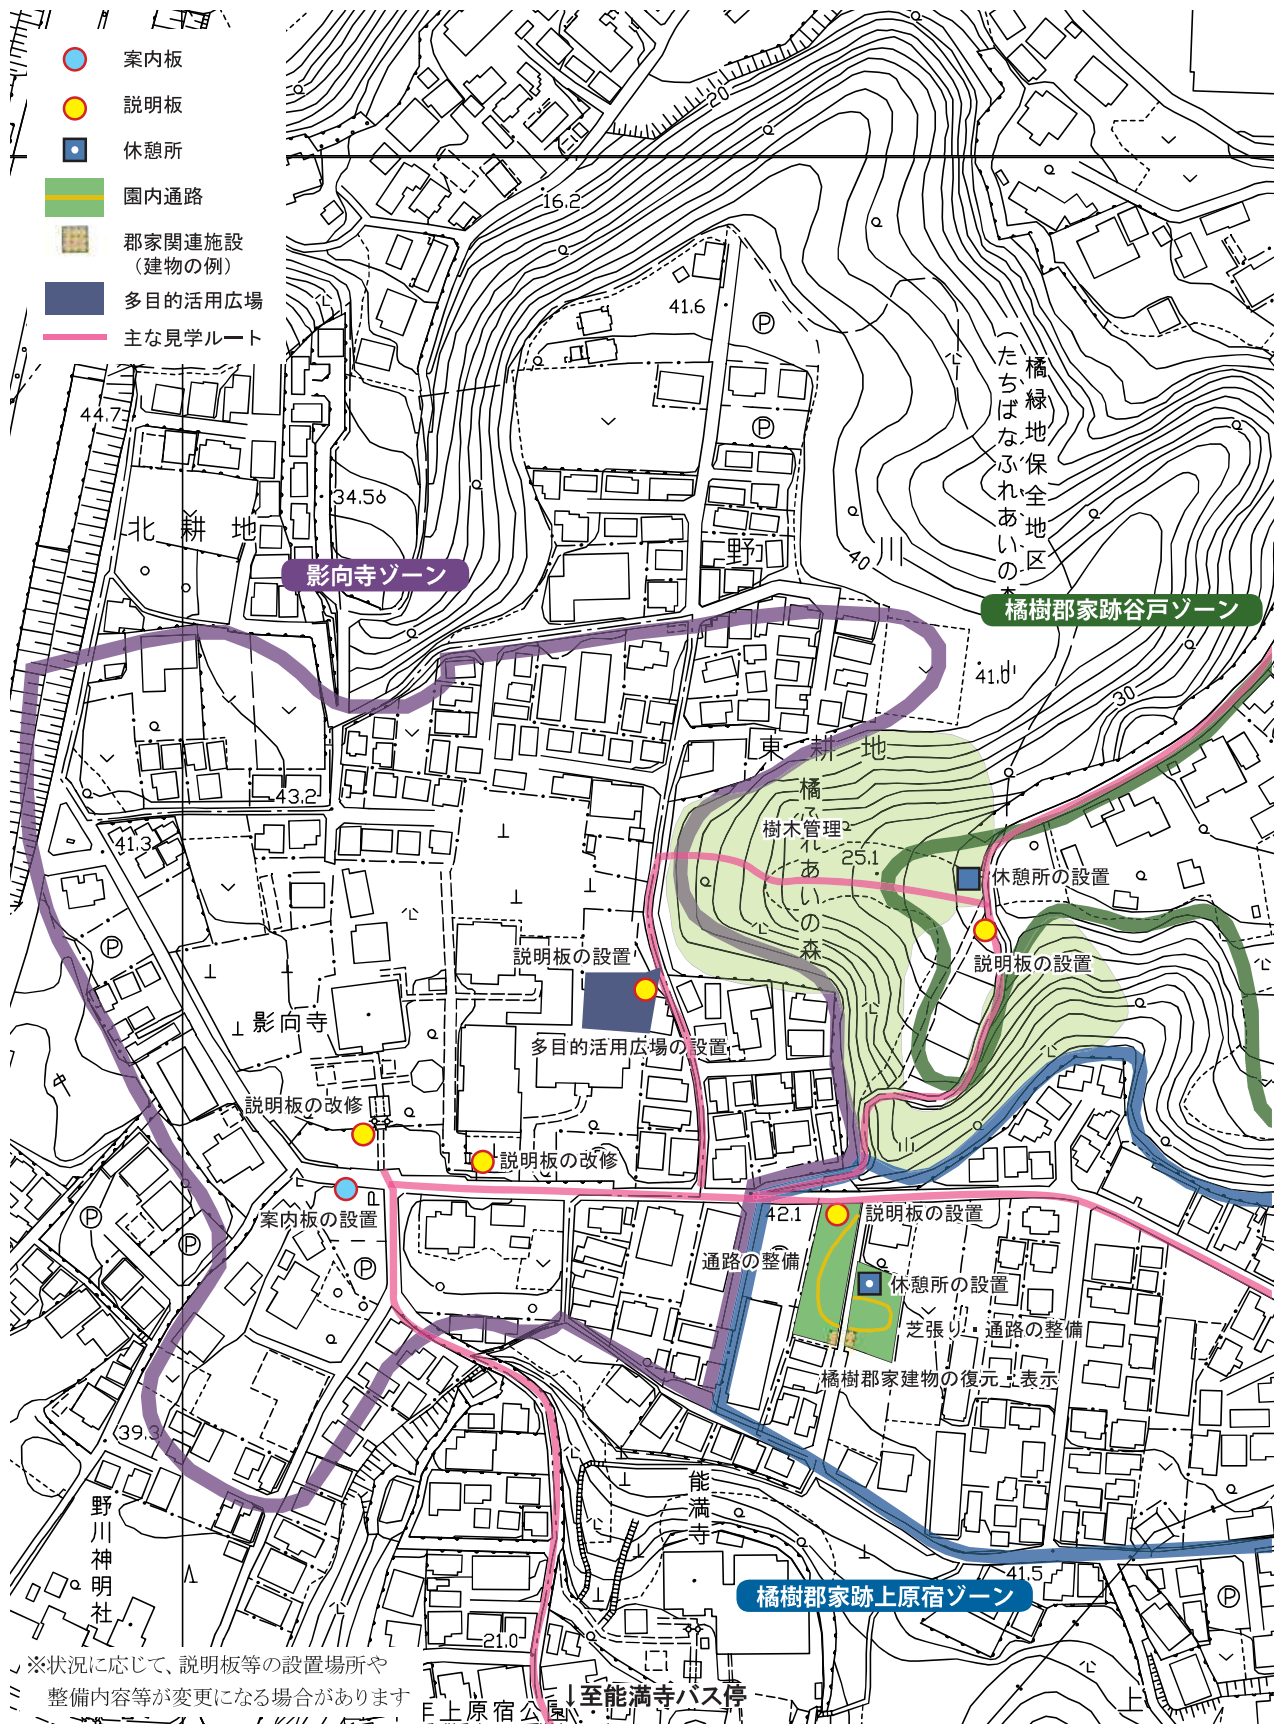 案内板
説明板
休憩所
園内通路
郡家関連施設
（建物の例）
多目的活用広場
主な見学ルート
20
16.2
41.6
Ⓟ
橘緑地保全地区
（たちばなふれあいの森
44.7
Ⓟ
34.5
北耕地
野川
40
影向寺ゾーン
橘樹郡家跡谷戸ゾーン
41.0
30
東耕地
43.2
橘ふれあいの森
樹木管理
41.3
25.1
休憩所の設置
Ⓟ
説明板の設置
説明板の設置
影向寺
多目的活用広場の設置
説明板の改修
説明板の改修
案内板の設置
42.1
説明板の設置
Ⓟ
Ⓟ
Ⓟ
通路の整備
休憩所の設置
芝張り・通路の整備
橘樹郡家建物の復元・表示
39.3
能満寺
野川神明社
41.5
橘樹郡家跡上原宿ゾーン
Ⓟ
21.0
※状況に応じて、説明板等の設置場所や
整備内容等が変更になる場合があります
↓至能満寺バス停
上原宿公園
上